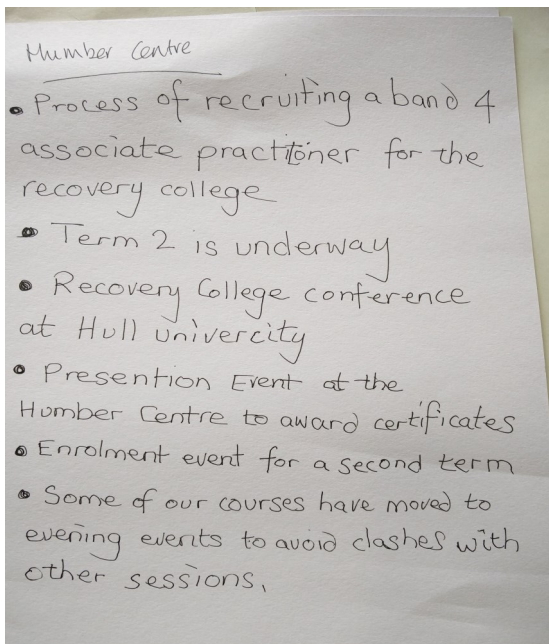 Humber Centre
• Process of recruiting a band 4
associate practitioner for the
recovery college
• Term 2 is underway
• Recovery College conference
at Hull univercity
• Presention Event at the
Humber Centre to award certificates
• Enrolment event for a second term
• Some of our courses have moved to
evening events to avoid clashes with
other sessions.